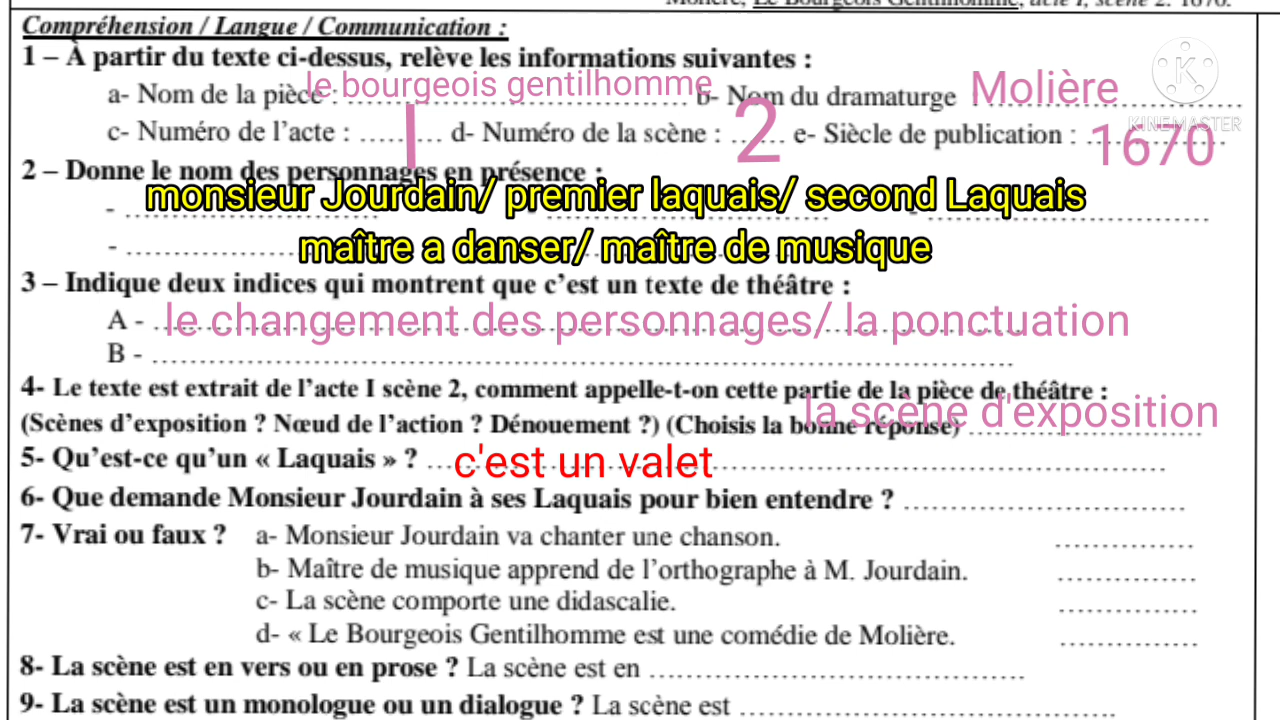 Molière, Le Bourgeois Gentilhomme, acte I, scène 2. 1670.
Compréhension / Langue / Communication :
1 – À partir du texte ci-dessus, relève les informations suivantes :
a- Nom de la pièce : le bourgeois gentilhomme b- Nom du dramaturge Molière
KINEMASTER
c- Numéro de l'acte : I d- Numéro de la scène : 2 e- Siècle de publication : 1670
2 – Donne le nom des personnages en présence :
- monsieur Jourdain/ premier laquais/ second Laquais
- maître a danser/ maître de musique
3 – Indique deux indices qui montrent que c'est un texte de théâtre :
A - le changement des personnages/ la ponctuation
B - ........................................
4- Le texte est extrait de l'acte I scène 2, comment appelle-t-on cette partie de la pièce de théâtre :
(Scènes d'exposition ? Nœud de l'action ? Dénouement ?) (Choisis la bonne réponse) la scène d'exposition
5- Qu'est-ce qu'un « Laquais » ? c'est un valet
6- Que demande Monsieur Jourdain à ses Laquais pour bien entendre ? ........................
7- Vrai ou faux ? a- Monsieur Jourdain va chanter une chanson. ................
b- Maître de musique apprend de l'orthographe à M. Jourdain. ................
c- La scène comporte une didascalie. ................
d- « Le Bourgeois Gentilhomme est une comédie de Molière. ................
8- La scène est en vers ou en prose ? La scène est en ........................................
9- La scène est un monologue ou un dialogue ? La scène est ........................................